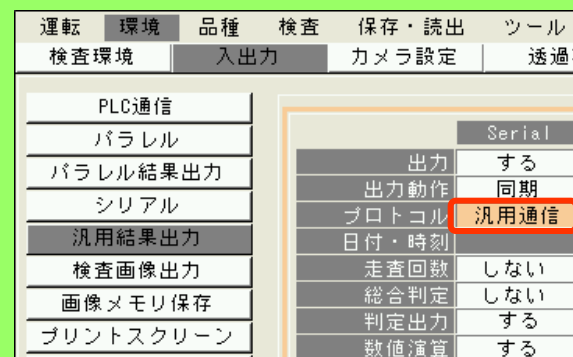 運転 環境 品種 検査 保存・読出 ツール
検査環境 入出力 カメラ設定 透過
PLC通信
パラレル
パラレル結果出力
シリアル
汎用結果出力
検査画像出力
画像メモリ保存
プリントスクリーン
Serial
出力 する
出力動作 同期
プロトコル 汎用通信
日付・時刻
走査回数 しない
総合判定 しない
判定出力 する
数値演算 する